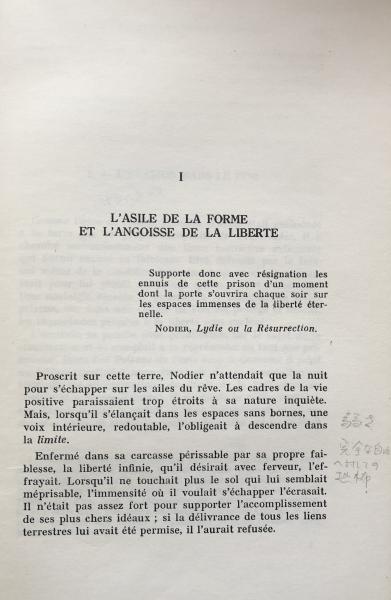 I
L'ASILE DE LA FORME
ET L'ANGOISSE DE LA LIBERTE
Supporte donc avec résignation les
ennuis de cette prison d'un moment
dont la porte s'ouvrira chaque soir sur
les espaces immenses de la liberté éter-
nelle.
NODIER, Lydie ou la Résurrection.
Proscrit sur cette terre, Nodier n'attendait que la nuit
pour s'échapper sur les ailes du rêve. Les cadres de la vie
positive paraissaient trop étroits à sa nature inquiète.
Mais, lorsqu'il s'élançait dans les espaces sans bornes, une
voix intérieure, redoutable, l'obligeait à descendre dans
la limite.
Enfermé dans sa carcasse périssable par sa propre fai-
blesse, la liberté infinie, qu'il désirait avec ferveur, l'ef-
frayait. Lorsqu'il ne touchait plus le sol qui lui semblait
méprisable, l'immensité où il voulait s'échapper l'écrasait.
Il n'était pas assez fort pour supporter l'accomplissement
de ses plus chers idéaux ; si la délivrance de tous les liens
terrestres lui avait été permise, il l'aurait refusée.
弱さ
完全な自由
へ対しての
恐怖